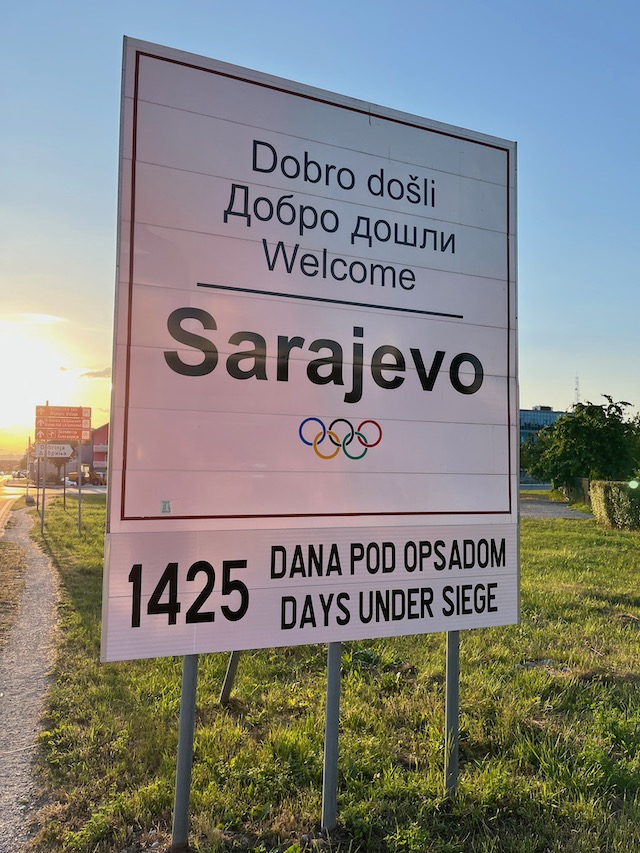 Dobro došli
Добро дошли
Welcome
Sarajevo
1425
DANA POD OPSADOM
DAYS UNDER SIEGE